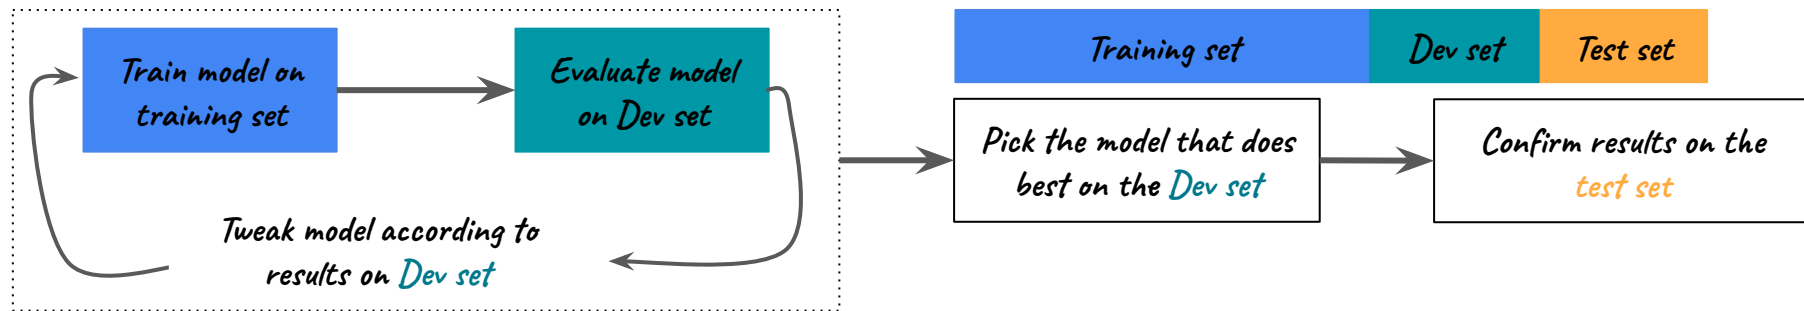 Train model on
training set
Evaluate model
on Dev set
Tweak model according to
results on Dev set
Training set
Dev set
Test set
Pick the model that does
best on the Dev set
Confirm results on the
test set